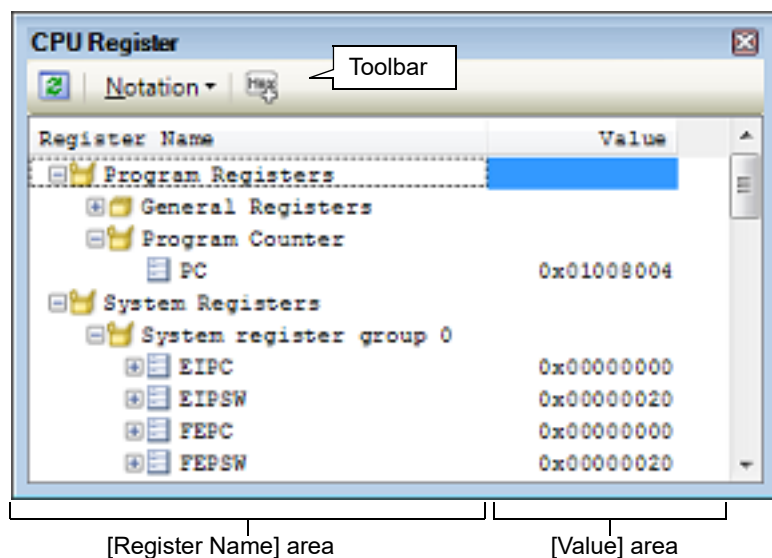 CPU Register
Toolbar
Notation
Hex
Register Name Value
Program Registers
General Registers
Program Counter
PC 0x01008004
System Registers
System register group 0
EIPC 0x00000000
EIPSW 0x00000020
FEPC 0x00000000
FEPSW 0x00000020
[Register Name] area [Value] area